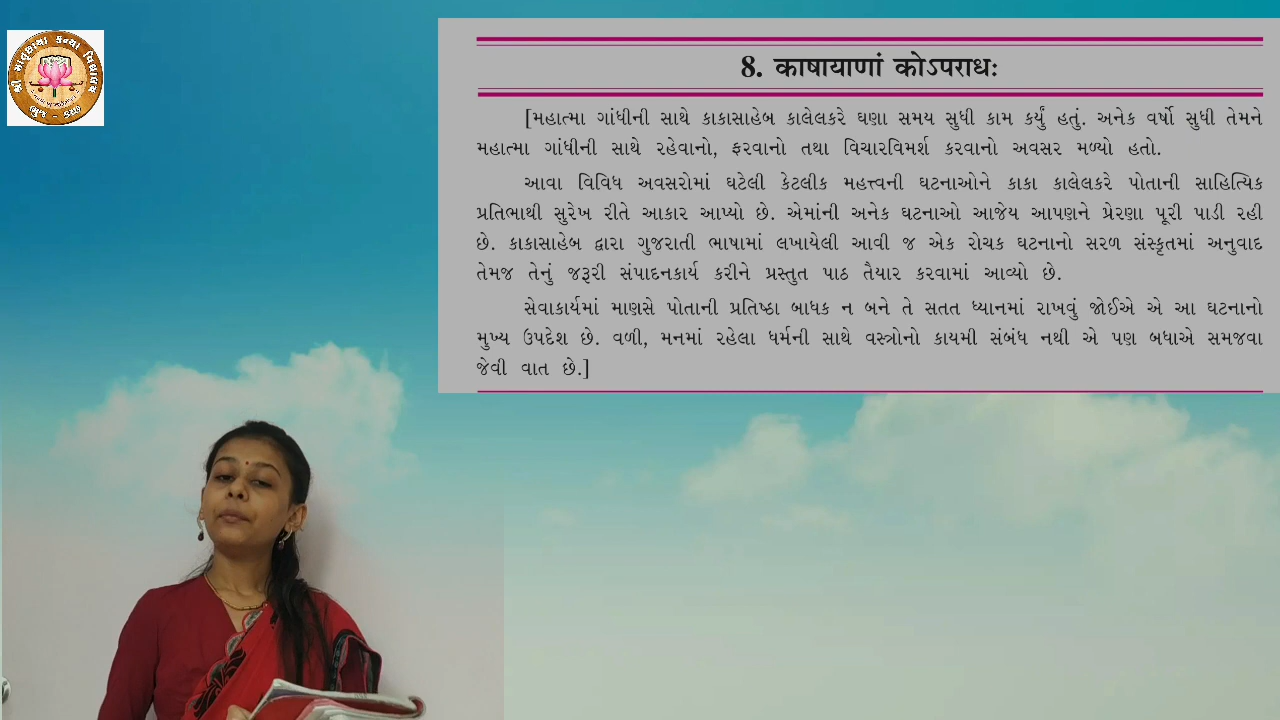 શ્રી માતૃછાયા કન્યા વિદ્યાલય
ભુજ - કચ્છ
8. काषायाणां कोऽपराधः
[મહાત્મા ગાંધીની સાથે કાકાસાહેબ કાલેલકરે ઘણા સમય સુધી કામ કર્યું હતું. અનેક વર્ષો સુધી તેમને
મહાત્મા ગાંધીની સાથે રહેવાનો, ફરવાનો તથા વિચારવિમર્શ કરવાનો અવસર મળ્યો હતો.
આવા વિવિધ અવસરોમાં ઘટેલી કેટલીક મહત્ત્વની ઘટનાઓને કાકા કાલેલકરે પોતાની સાહિત્યિક
પ્રતિભાથી સુરેખ રીતે આકાર આપ્યો છે. એમાંની અનેક ઘટનાઓ આજેય આપણને પ્રેરણા પૂરી પાડી રહી
છે. કાકાસાહેબ દ્વારા ગુજરાતી ભાષામાં લખાયેલી આવી જ એક રોચક ઘટનાનો સરળ સંસ્કૃતમાં અનુવાદ
તેમજ તેનું જરૂરી સંપાદનકાર્ય કરીને પ્રસ્તુત પાઠ તૈયાર કરવામાં આવ્યો છે.
સેવાકાર્યમાં માણસે પોતાની પ્રતિષ્ઠા બાધક ન બને તે સતત ધ્યાનમાં રાખવું જોઈએ એ આ ઘટનાનો
મુખ્ય ઉપદેશ છે. વળી, મનમાં રહેલા ધર્મની સાથે વસ્ત્રોનો કાયમી સંબંધ નથી એ પણ બધાએ સમજવા
જેવી વાત છે.]